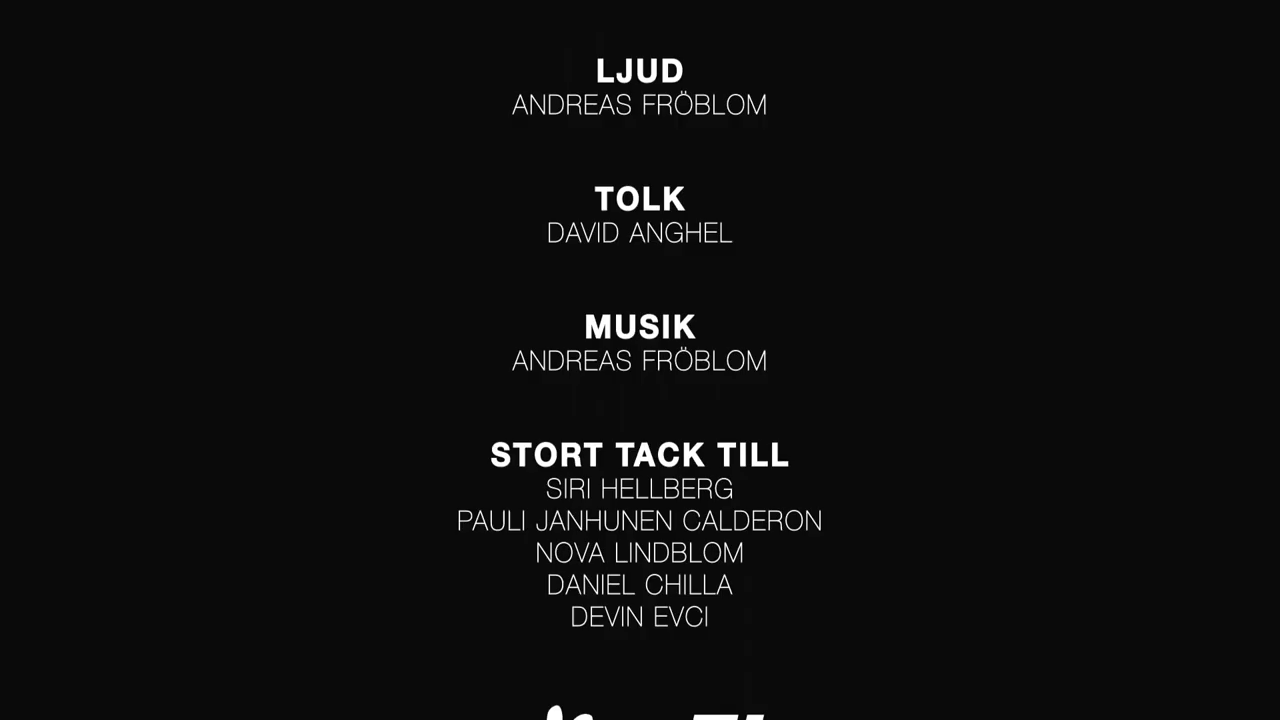 LJUD
ANDREAS FRÖBLOM
TOLK
DAVID ANGHEL
MUSIK
ANDREAS FRÖBLOM
STORT TACK TILL
SIRI HELLBERG
PAULI JANHUNEN CALDERON
NOVA LINDBLOM
DANIEL CHILLA
DEVIN EVCI